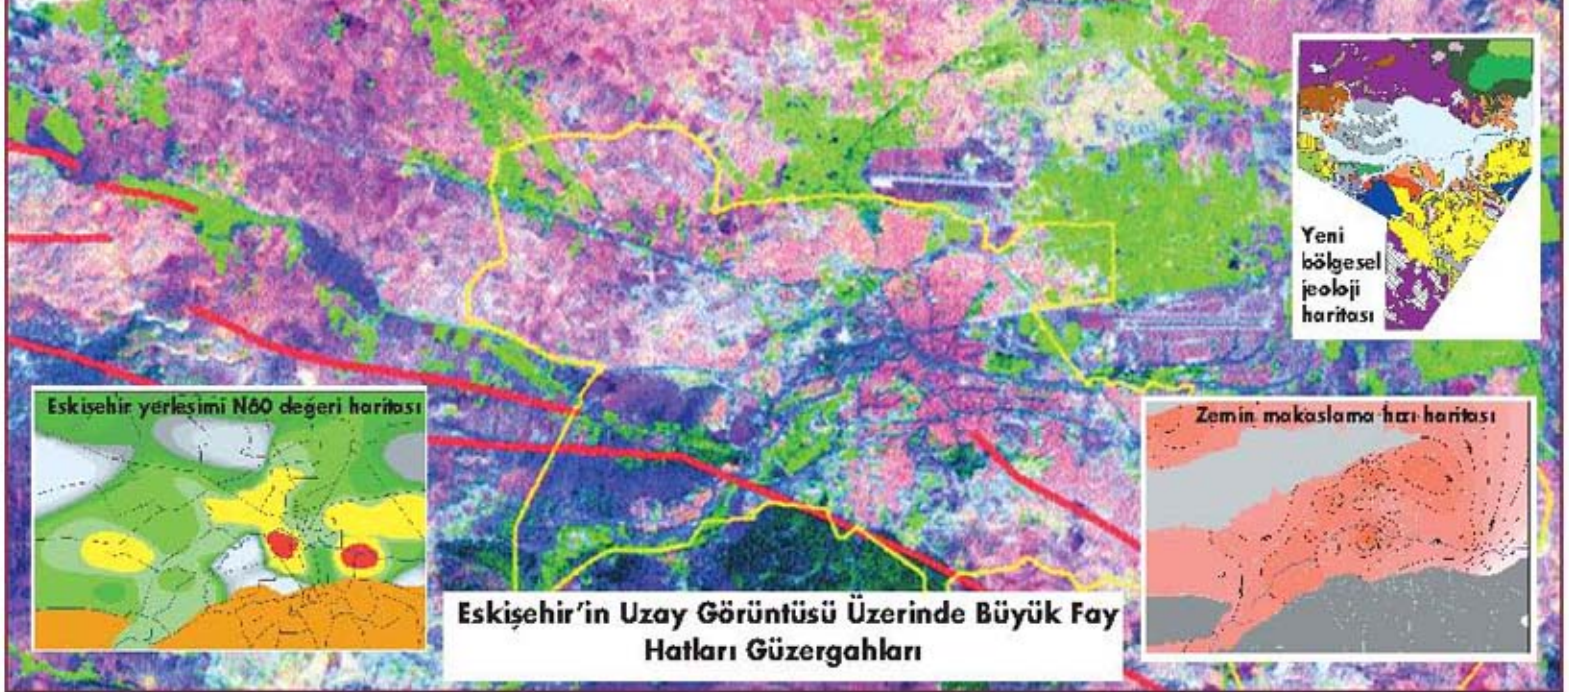 Yeni
bölgesel
jeoloji
haritası
Eskişehir yerleşimi N60 değeri haritası
Zemin makaslama hızı haritası
Eskişehir'in Uzay Görüntüsü Üzerinde Büyük Fay
Hatları Güzergahları